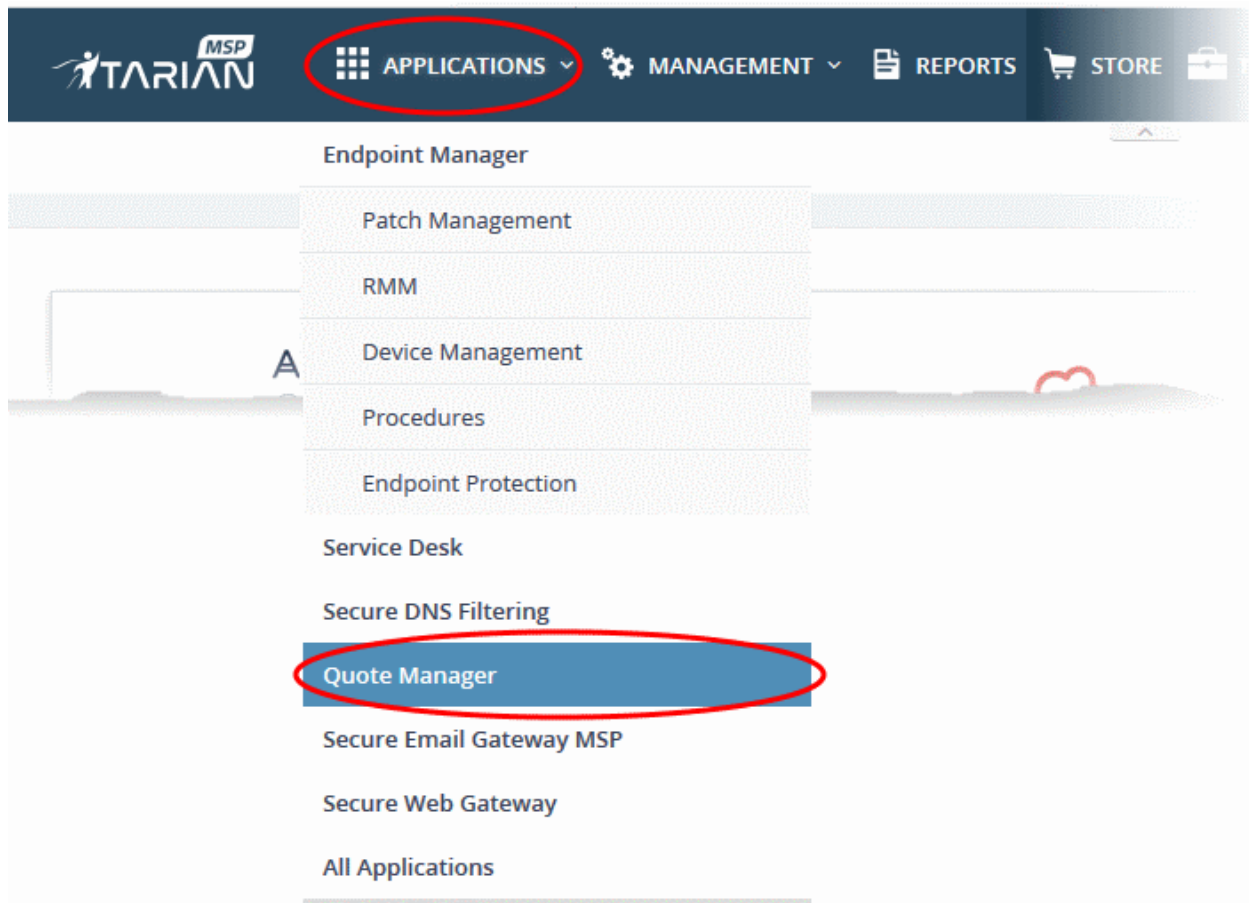 ITARIAN MSP APPLICATIONS MANAGEMENT REPORTS STORE
Endpoint Manager
Patch Management
RMM
Device Management
Procedures
Endpoint Protection
Service Desk
Secure DNS Filtering
Quote Manager
Secure Email Gateway MSP
Secure Web Gateway
All Applications